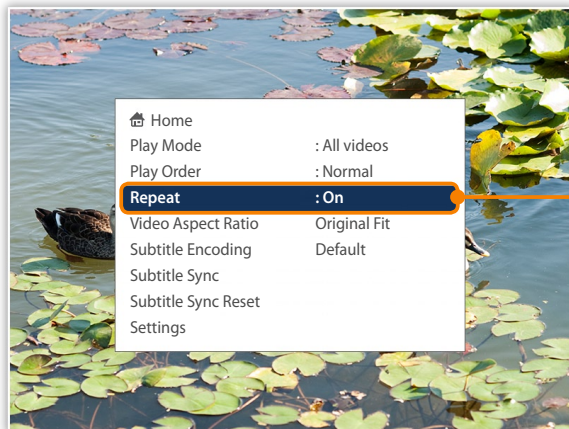 Home
Play Mode : All videos
Play Order : Normal
Repeat : On
Video Aspect Ratio Original Fit
Subtitle Encoding Default
Subtitle Sync
Subtitle Sync Reset
Settings